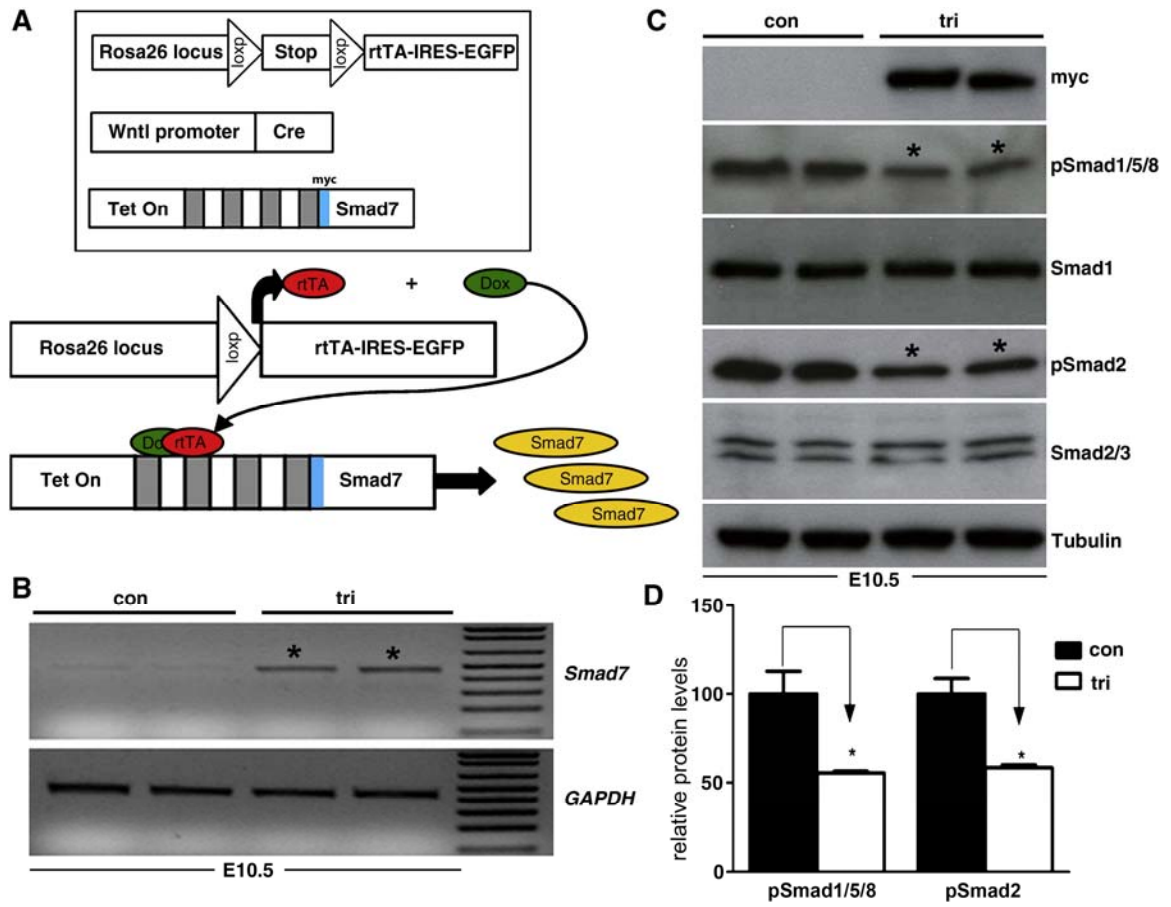 A
Rosa26 locus loxp Stop loxp rtTA-IRES-EGFP
WntI promoter Cre
myc
Tet On Smad7
rtTA + Dox
Rosa26 locus loxp rtTA-IRES-EGFP
Do rtTA
Tet On Smad7
Smad7
Smad7
Smad7
B
con tri
* *
Smad7
GAPDH
E10.5
C
con tri
myc
* *
pSmad1/5/8
Smad1
* *
pSmad2
Smad2/3
Tubulin
E10.5
D
relative protein levels
150
100
50
0
* *
con
tri
pSmad1/5/8 pSmad2